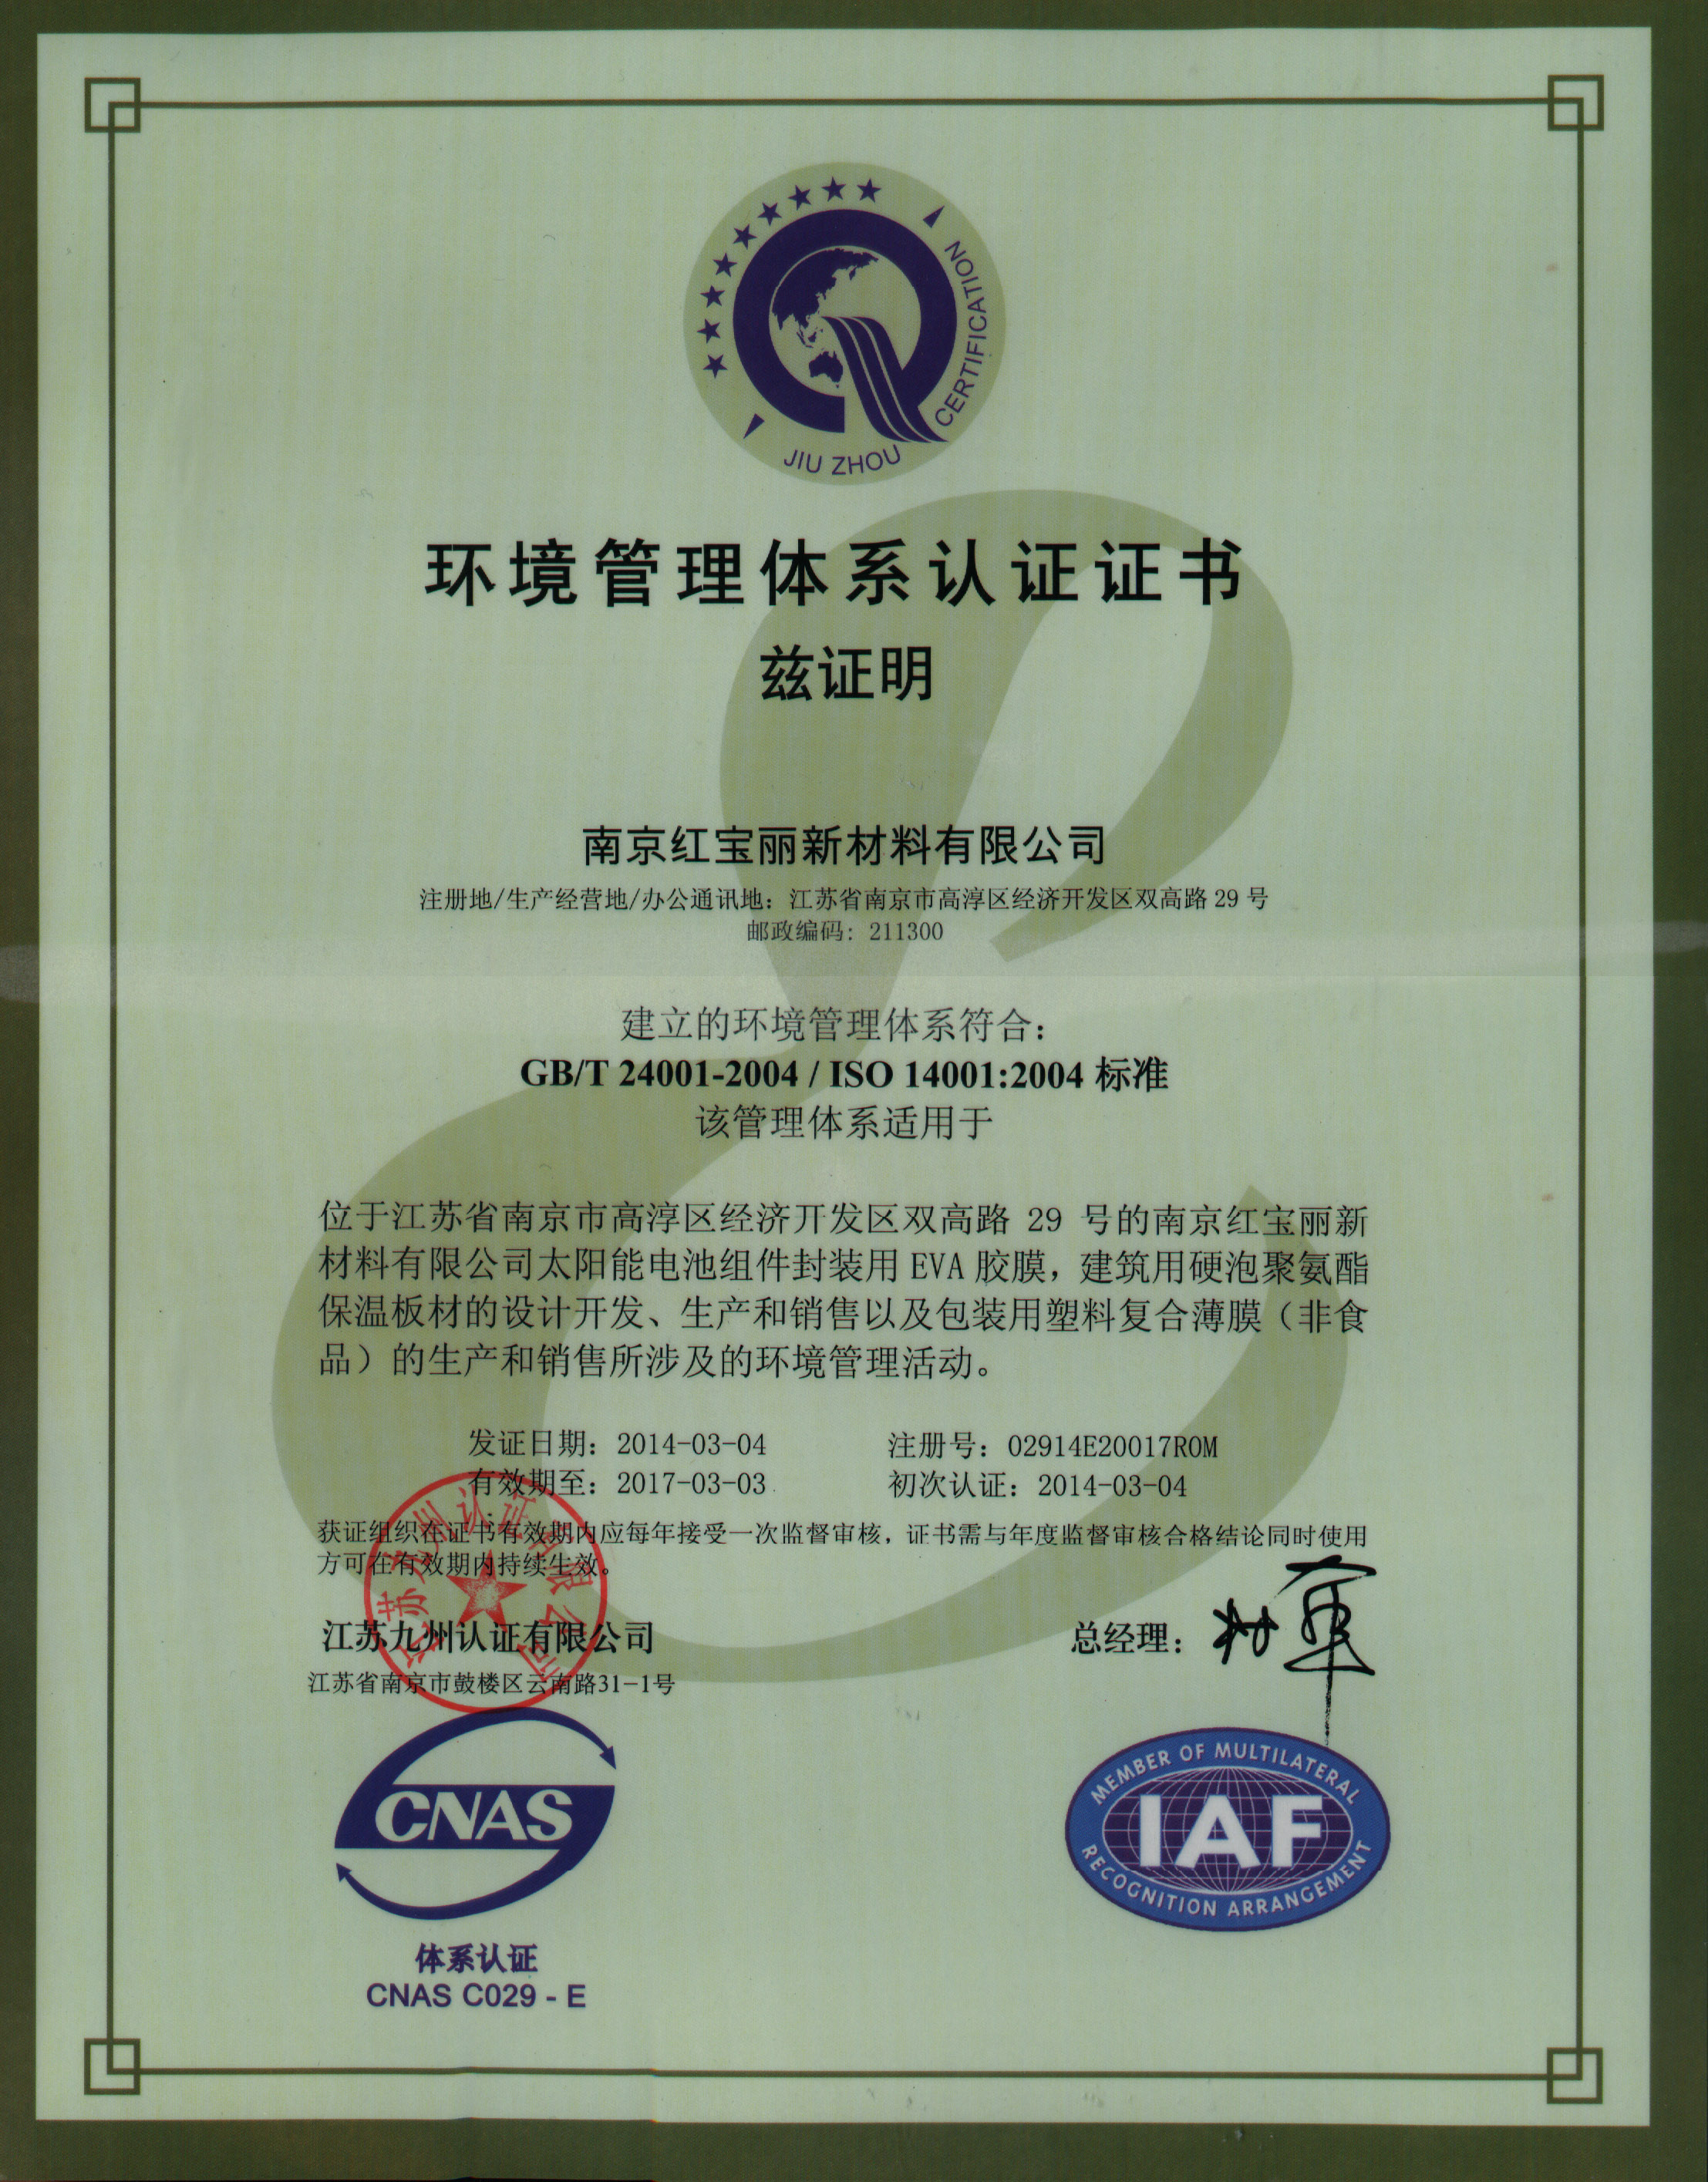 JIU ZHOU CERTIFICATION
环境管理体系认证证书
兹证明
南京红宝丽新材料有限公司
注册地/生产经营地/办公通讯地：江苏省南京市高淳区经济开发区双高路 29 号
邮政编码：211300
建立的环境管理体系符合：
GB/T 24001-2004 / ISO 14001:2004 标准
该管理体系适用于
位于江苏省南京市高淳区经济开发区双高路 29 号的南京红宝丽新
材料有限公司太阳能电池组件封装用 EVA 胶膜，建筑用硬泡聚氨酯
保温板材的设计开发、生产和销售以及包装用塑料复合薄膜（非食
品）的生产和销售所涉及的环境管理活动。
发证日期：2014-03-04 注册号：02914E20017R0M
有效期至：2017-03-03 初次认证：2014-03-04
获证组织在证书有效期内应每年接受一次监督审核，证书需与年度监督审核合格结论同时使用
方可在有效期内持续生效。
江苏九州认证有限公司
江苏九州认证有限公司 总经理：
江苏省南京市鼓楼区云南路31-1号
CNAS
体系认证
CNAS C029 - E
MEMBER OF MULTILATERAL
IAF
RECOGNITION ARRANGEMENT